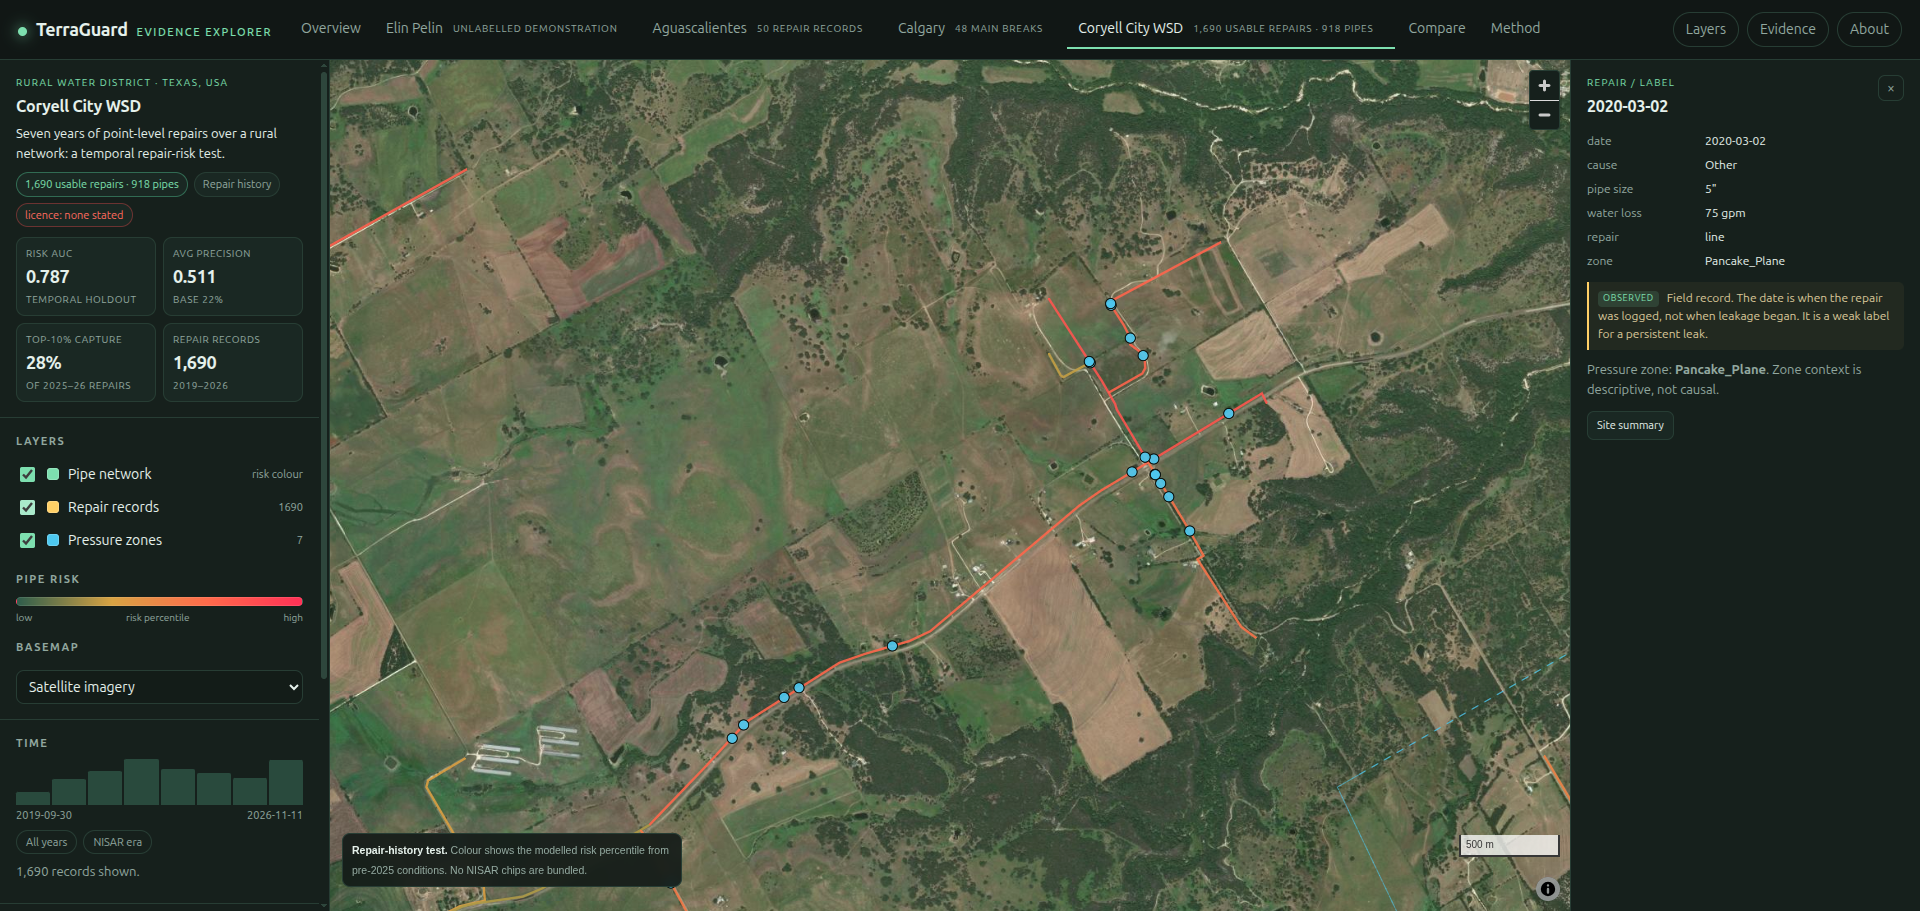 TerraGuard EVIDENCE EXPLORER
Overview
Elin Pelin UNLABELLED DEMONSTRATION
Aguascalientes 50 REPAIR RECORDS
Calgary 48 MAIN BREAKS
Coryell City WSD 1,690 USABLE REPAIRS · 918 PIPES
Compare
Method
Layers
Evidence
About
RURAL WATER DISTRICT · TEXAS, USA
Coryell City WSD
Seven years of point-level repairs over a rural
network: a temporal repair-risk test.
1,690 usable repairs · 918 pipes
Repair history
licence: none stated
RISK AUC
0.787
TEMPORAL HOLDOUT
AVG PRECISION
0.511
BASE 22%
TOP-10% CAPTURE
28%
OF 2025–26 REPAIRS
REPAIR RECORDS
1,690
2019–2026
LAYERS
Pipe network risk colour
Repair records 1690
Pressure zones 7
PIPE RISK
low risk percentile high
BASEMAP
Satellite imagery
TIME
2019-09-30 2026-11-11
All years
NISAR era
1,690 records shown.
+
−
Repair-history test. Colour shows the modelled risk percentile from
pre-2025 conditions. No NISAR chips are bundled.
500 m
REPAIR / LABEL
2020-03-02
×
date 2020-03-02
cause Other
pipe size 5"
water loss 75 gpm
repair line
zone Pancake_Plane
OBSERVED Field record. The date is when the repair
was logged, not when leakage began. It is a weak label
for a persistent leak.
Pressure zone: Pancake_Plane. Zone context is
descriptive, not causal.
Site summary